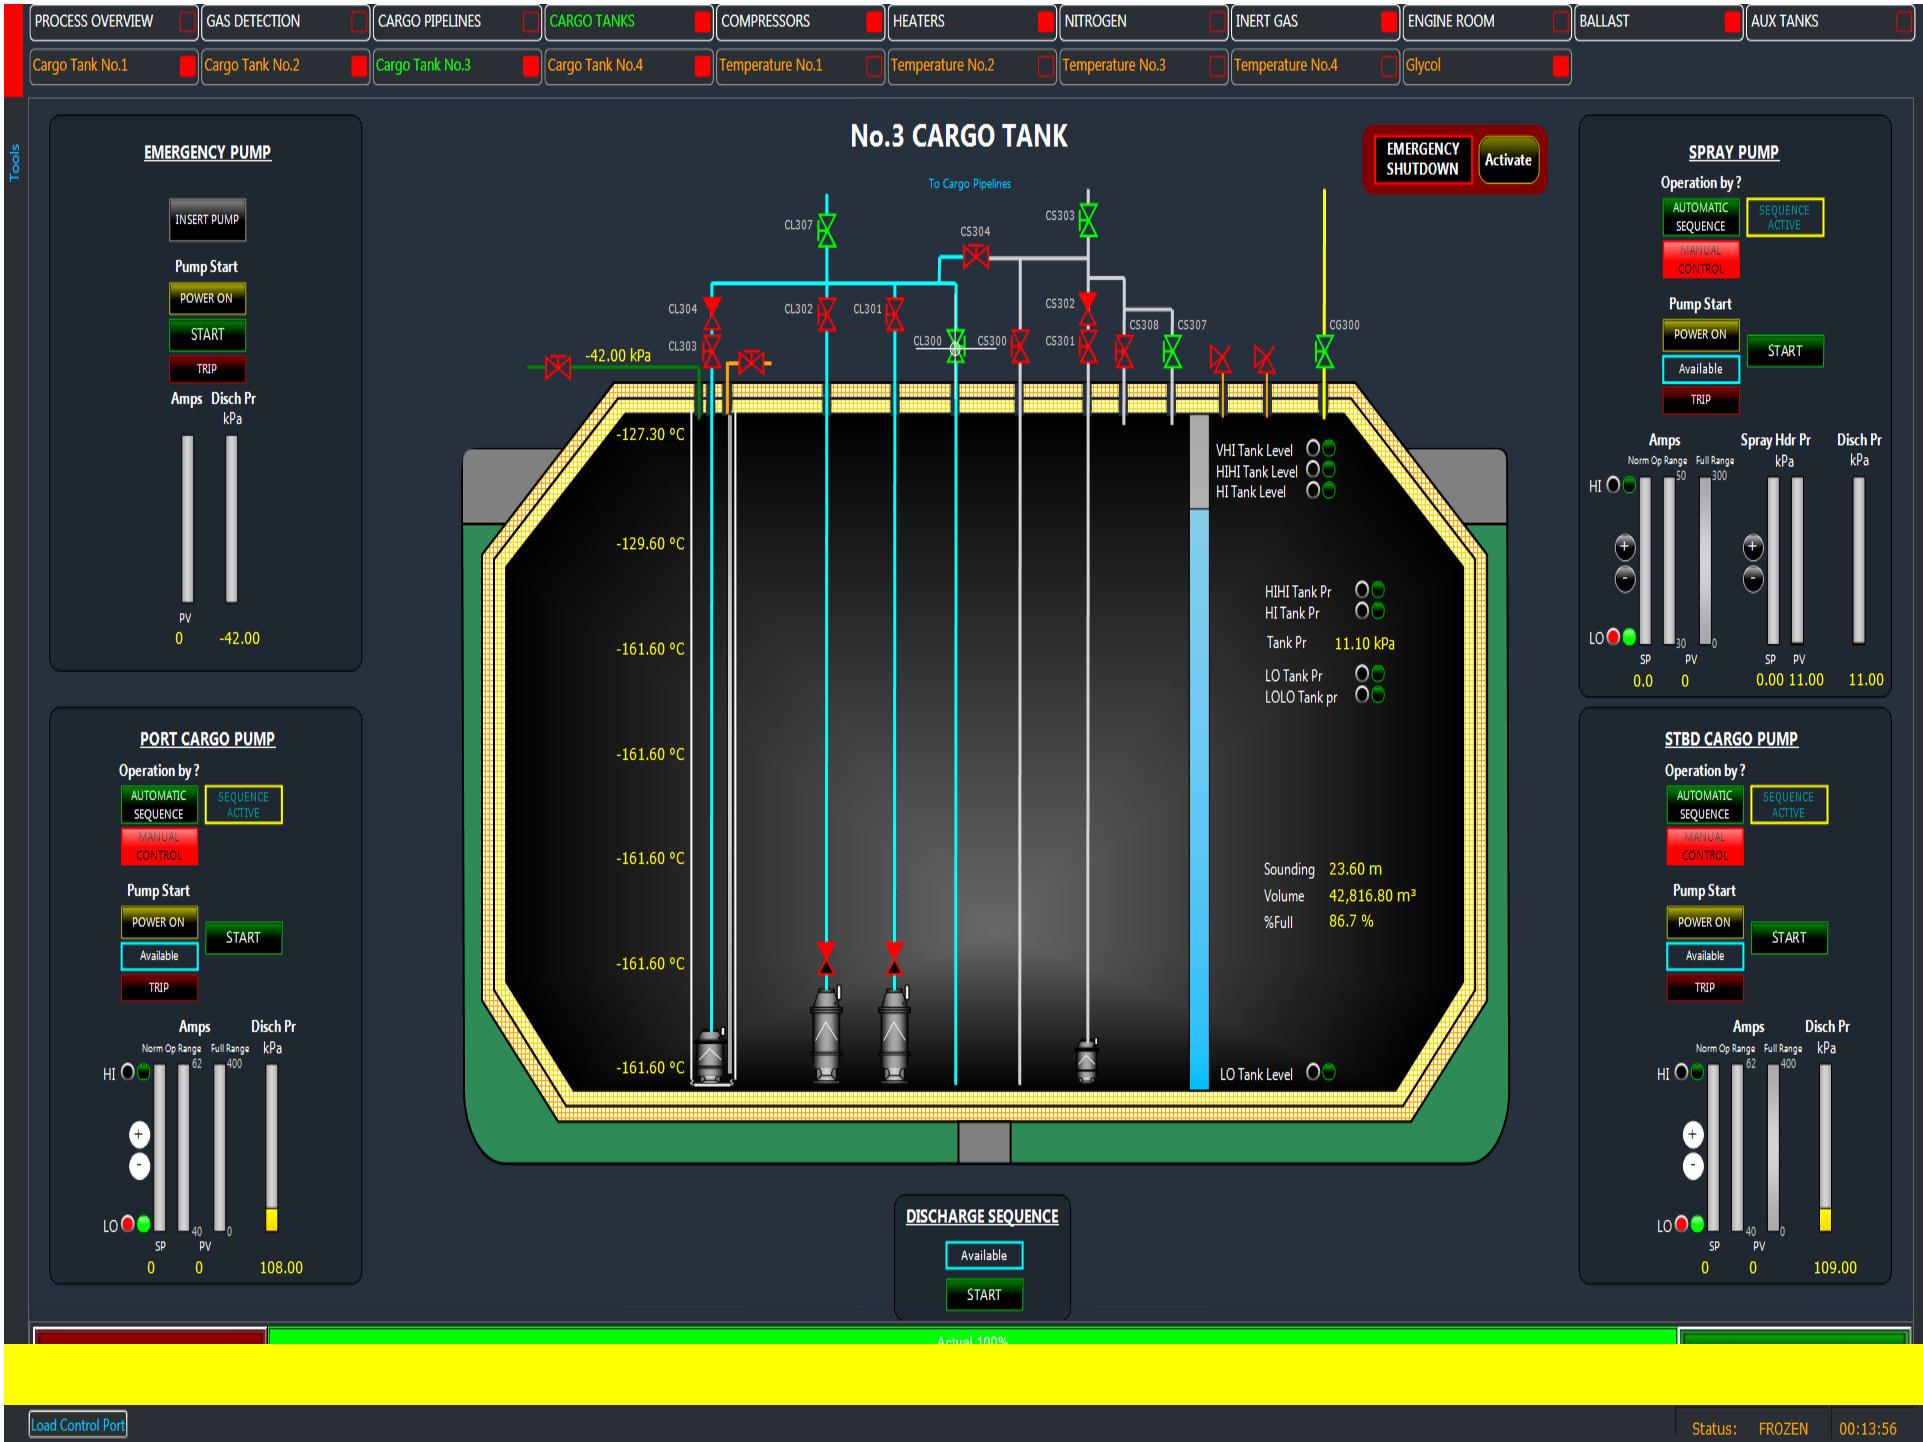 PROCESS OVERVIEW
GAS DETECTION
CARGO PIPELINES
CARGO TANKS
COMPRESSORS
HEATERS
NITROGEN
INERT GAS
ENGINE ROOM
BALLAST
AUX TANKS
Cargo Tank No.1
Cargo Tank No.2
Cargo Tank No.3
Cargo Tank No.4
Temperature No.1
Temperature No.2
Temperature No.3
Temperature No.4
Glycol
Tools
No.3 CARGO TANK
To Cargo Pipelines
EMERGENCY
SHUTDOWN
Activate
EMERGENCY PUMP
INSERT PUMP
Pump Start
POWER ON
START
TRIP
Amps Disch Pr
kPa
PV
0 -42.00
PORT CARGO PUMP
Operation by ?
AUTOMATIC
SEQUENCE
SEQUENCE
ACTIVE
MANUAL
CONTROL
Pump Start
POWER ON
Available
START
TRIP
Amps Disch Pr
Norm Op Range Full Range kPa
62 400
HI
+
-
LO
40 0
SP PV
0 0 108.00
CL307
CS303
CS304
CL304
CL302
CL301
CS302
CS308
CS307
CG300
CL303
CL300
CS300
CS301
-42.00 kPa
-127.30 °C
-129.60 °C
-161.60 °C
-161.60 °C
-161.60 °C
-161.60 °C
-161.60 °C
VHI Tank Level
HIHI Tank Level
HI Tank Level
HIHI Tank Pr
HI Tank Pr
Tank Pr 11.10 kPa
LO Tank Pr
LOLO Tank pr
Sounding 23.60 m
Volume 42,816.80 m³
%Full 86.7 %
LO Tank Level
DISCHARGE SEQUENCE
Available
START
SPRAY PUMP
Operation by ?
AUTOMATIC
SEQUENCE
SEQUENCE
ACTIVE
MANUAL
CONTROL
Pump Start
POWER ON
START
Available
TRIP
Amps Spray Hdr Pr Disch Pr
Norm Op Range Full Range kPa kPa
50 300
HI
+ +
- -
LO
30 0
SP PV SP PV
0.0 0 0.00 11.00 11.00
STBD CARGO PUMP
Operation by ?
AUTOMATIC
SEQUENCE
SEQUENCE
ACTIVE
MANUAL
CONTROL
Pump Start
POWER ON
START
Available
TRIP
Amps Disch Pr
Norm Op Range Full Range kPa
62 400
HI
+
-
LO
40 0
SP PV
0 0 109.00
Actual 100%
Load Control Port
Status: FROZEN 00:13:56